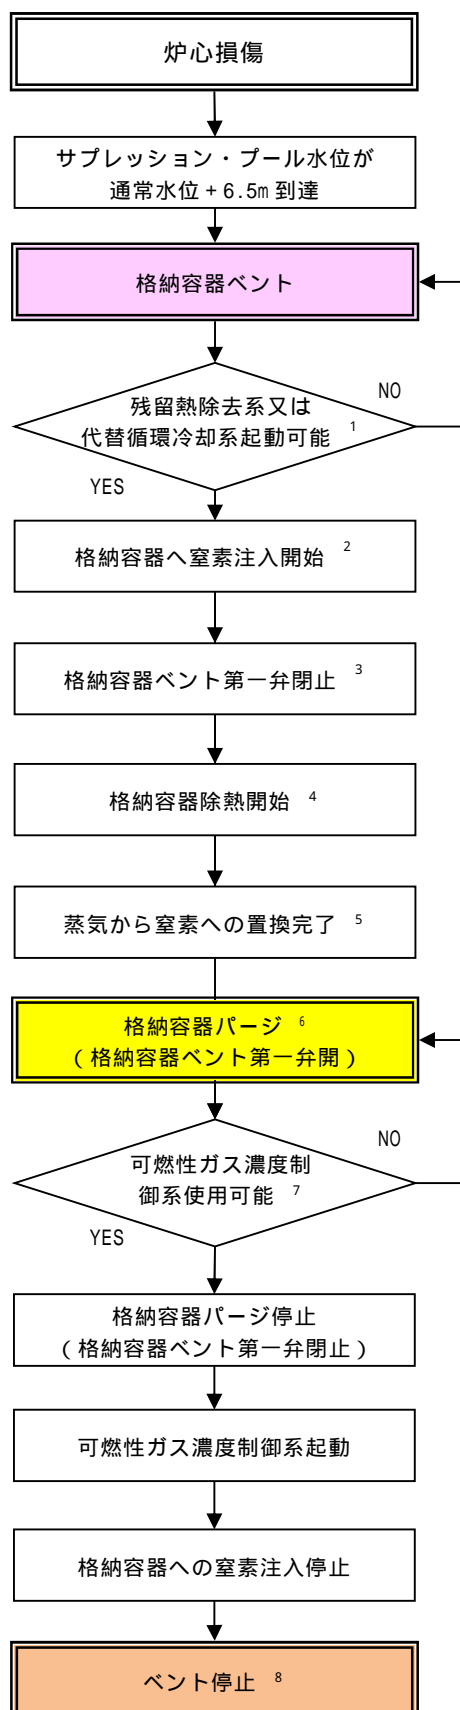 炉心損傷
サプレッション・プール水位が
通常水位+6.5m到達
格納容器ベント
残留熱除去系又は
代替循環冷却系起動可能 1
NO
YES
格納容器へ窒素注入開始 2
格納容器ベント第一弁閉止 3
格納容器除熱開始 4
蒸気から窒素への置換完了 5
格納容器パージ 6
(格納容器ベント第一弁開)
可燃性ガス濃度制
御系使用可能 7
NO
YES
格納容器パージ停止
(格納容器ベント第一弁閉止)
可燃性ガス濃度制御系起動
格納容器への窒素注入停止
ベント停止 8